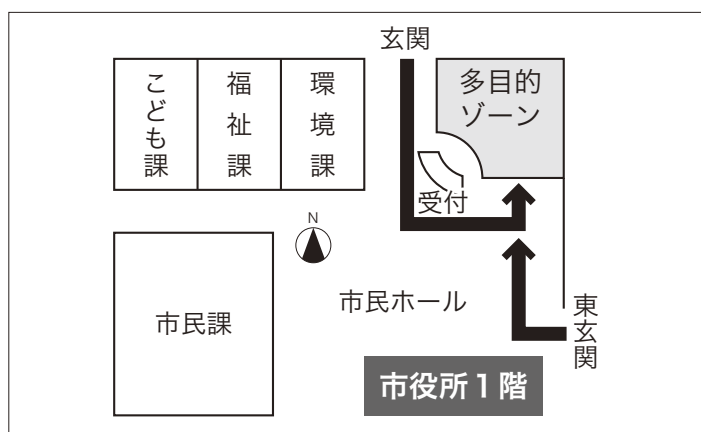 玄関
こども課
福祉課
環境課
多目的
ゾーン
受付
N
市民課
市民ホール
東玄関
市役所1階